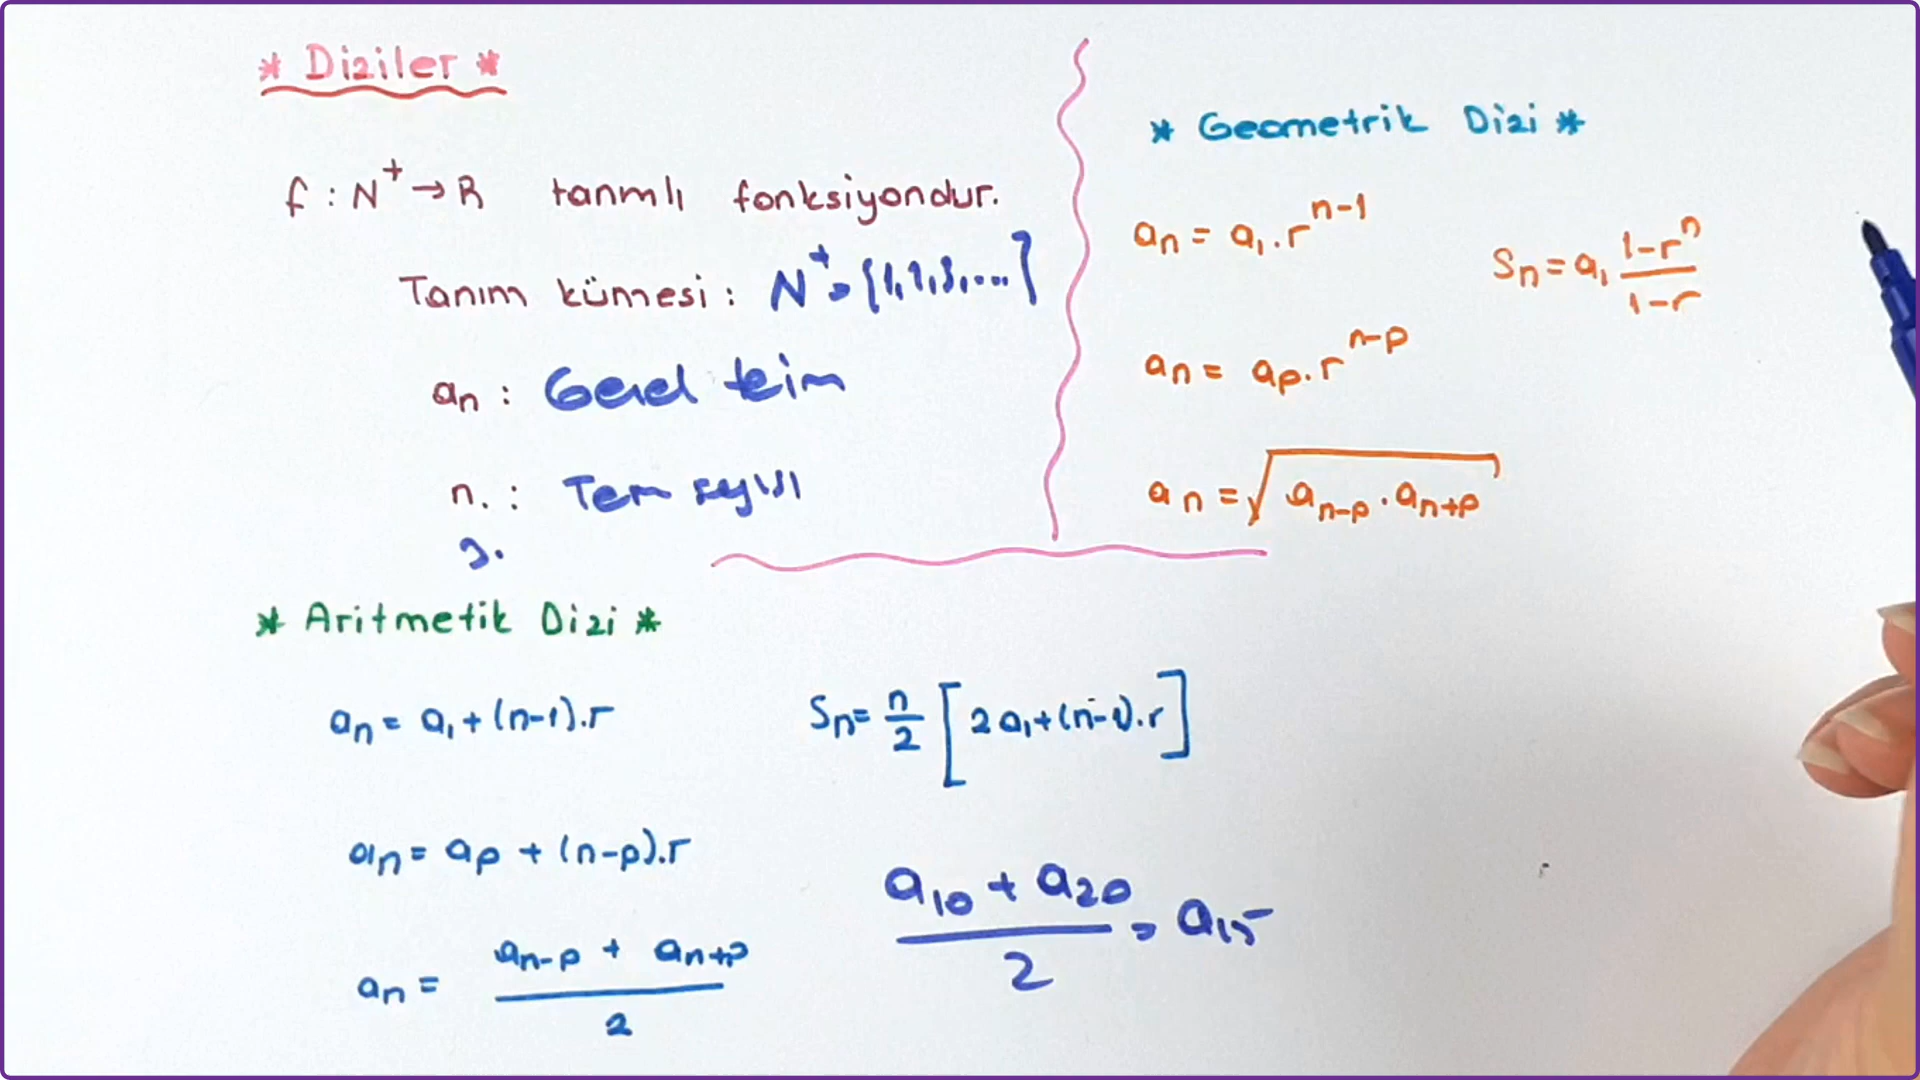 * Diziler *
f : N⁺ → R tanımlı fonksiyondur.
Tanım kümesi : N⁺ = {1, 2, 3, ...}
aₙ : Genel terim
n. : Terim sayısı
3.
* Aritmetik Dizi *
aₙ = a₁ + (n-1).r
Sₙ = n/2 [2a₁ + (n-1).r]
aₙ = aₚ + (n-p).r
aₙ = (aₙ₋ₚ + aₙ₊ₚ)/2
(a₁₀ + a₂₀)/2 = a₁₅
* Geometrik Dizi *
aₙ = a₁ . rⁿ⁻¹
Sₙ = a₁ (1-rⁿ)/(1-r)
aₙ = aₚ . rⁿ⁻ᵖ
aₙ = √(aₙ₋ₚ . aₙ₊ₚ)